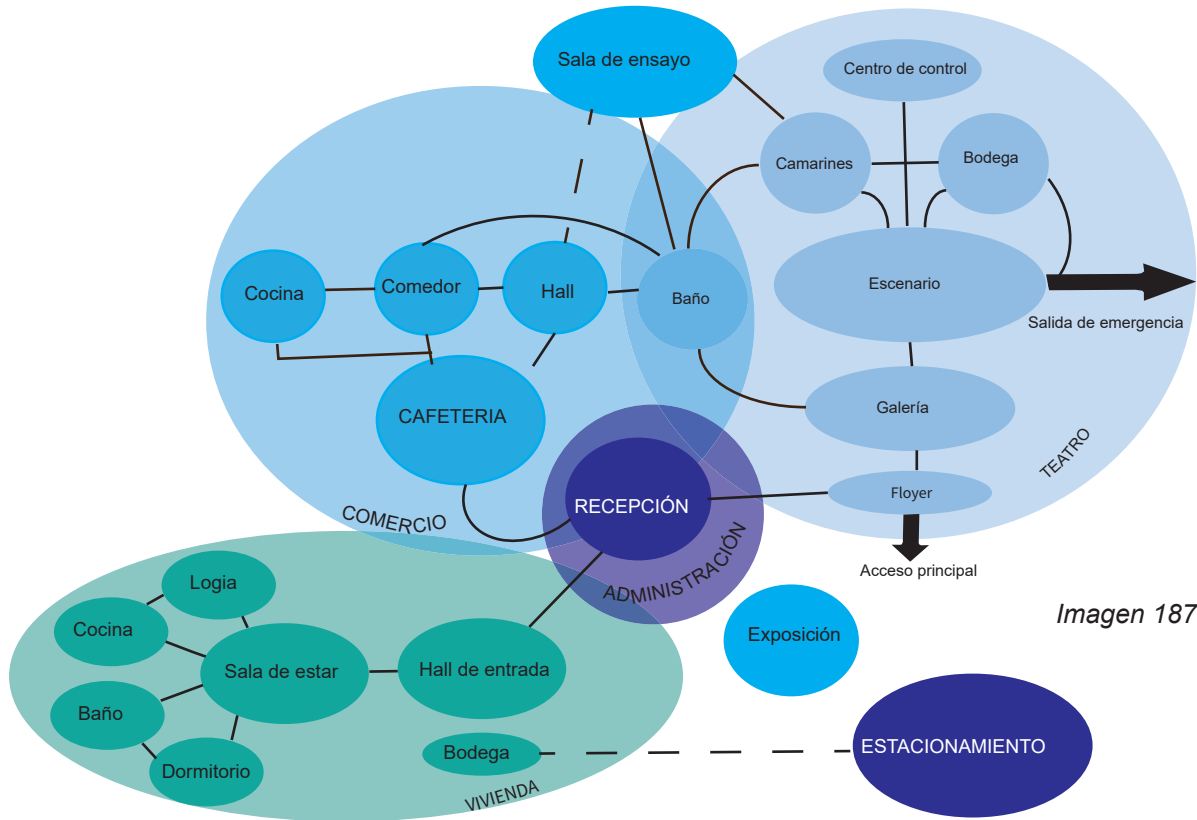 Sala de ensayo
Centro de control
Camarines
Bodega
Cocina
Comedor
Hall
Baño
Escenario
Salida de emergencia
CAFETERIA
Galería
TEATRO
RECEPCIÓN
Floyer
COMERCIO
ADMINISTRACIÓN
Acceso principal
Logia
Cocina
Imagen 187
Exposición
Sala de estar
Hall de entrada
Baño
Bodega
ESTACIONAMIENTO
Dormitorio
VIVIENDA